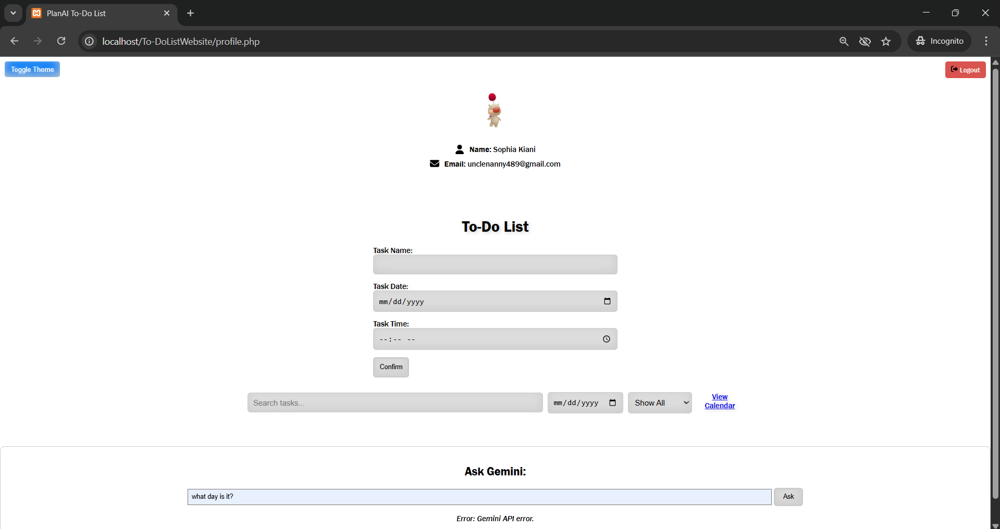 PlanAI To-Do List
localhost/To-DoListWebsite/profile.php
Incognito
Toggle Theme
Logout
Name: Sophia Kiani
Email: unclenanny489@gmail.com
To-Do List
Task Name:
Task Date:
mm/dd/yyyy
Task Time:
--:-- --
Confirm
Search tasks... mm/dd/yyyy Show All View
Calendar
Ask Gemini:
what day is it? Ask
Error: Gemini API error.